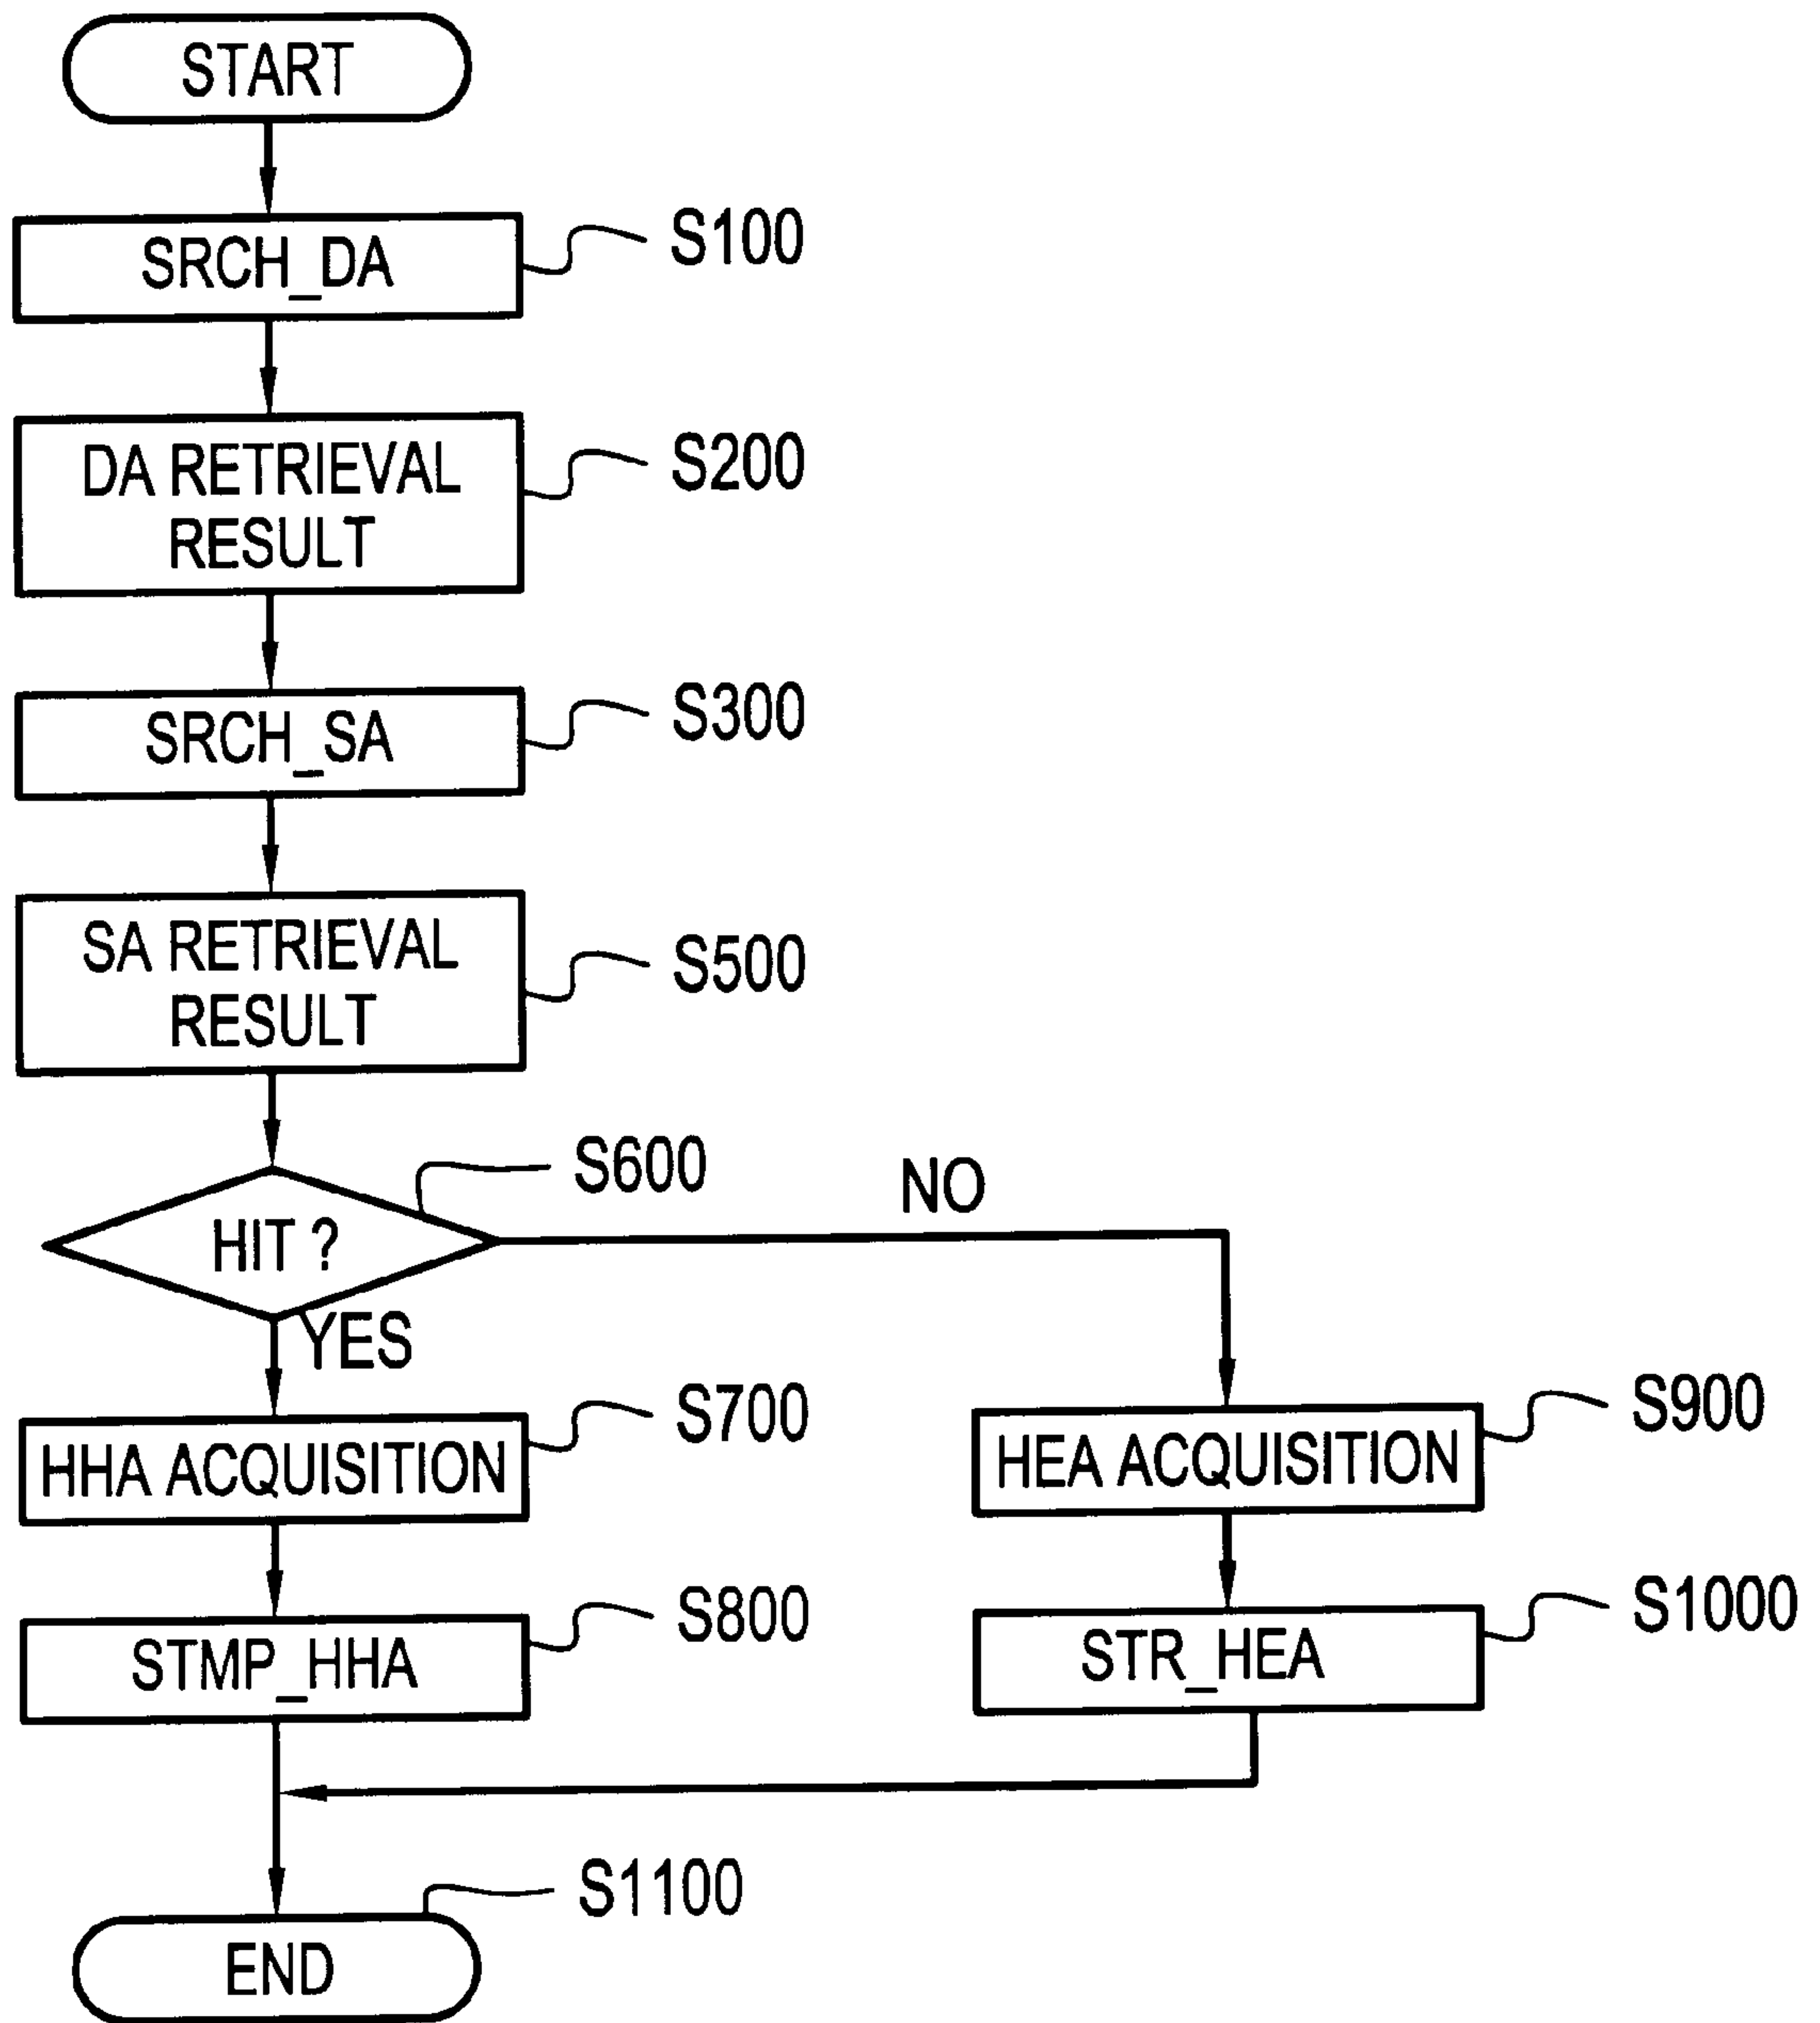 START
SRCH_DA
S100
DA RETRIEVAL
RESULT
S200
SRCH_SA
S300
SA RETRIEVAL
RESULT
S500
HIT ?
S600
NO
YES
HHA ACQUISITION
S700
HEA ACQUISITION
S900
STMP_HHA
S800
STR_HEA
S1000
S1100
END